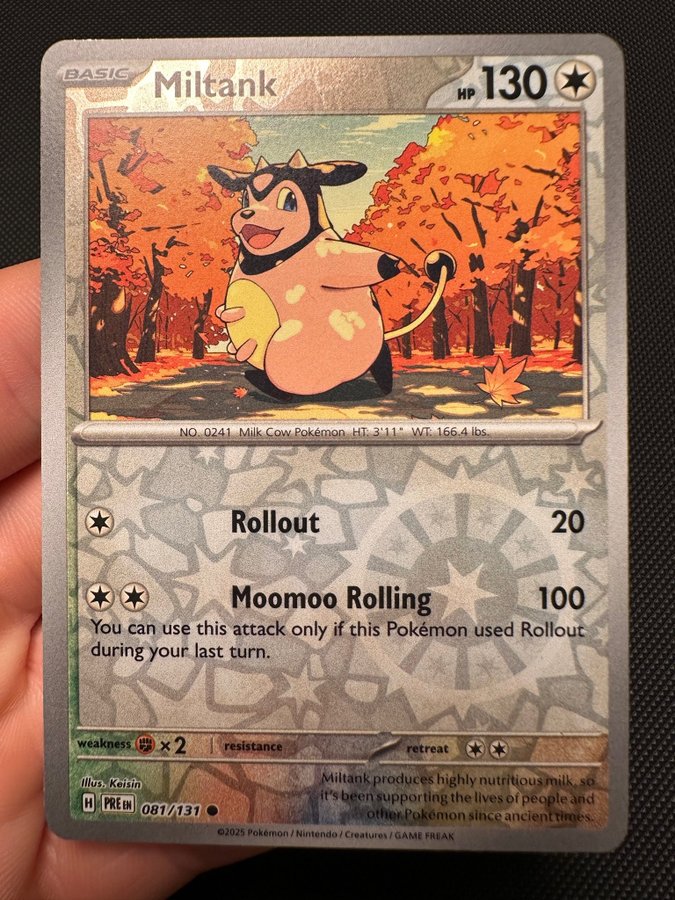 BASIC Miltank HP 130
NO. 0241 Milk Cow Pokémon HT: 3'11" WT: 166.4 lbs.
Rollout 20
Moomoo Rolling 100
You can use this attack only if this Pokémon used Rollout
during your last turn.
weakness ×2 resistance retreat
Illus. Keisin
Miltank produces highly nutritious milk, so
it's been supporting the lives of people and
other Pokémon since ancient times.
H PRE EN 081/131
©2025 Pokémon / Nintendo / Creatures / GAME FREAK